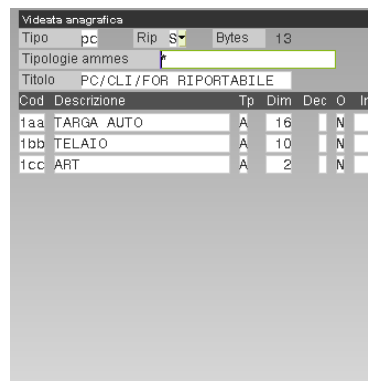 Videata anagrafica
Tipo pc Rip S Bytes 13
Tipologie ammes *
Titolo PC/CLI/FOR RIPORTABILE
Cod Descrizione Tp Dim Dec O
1aa TARGA AUTO A 16 N
1bb TELAIO A 10 N
1cc ART A 2 N